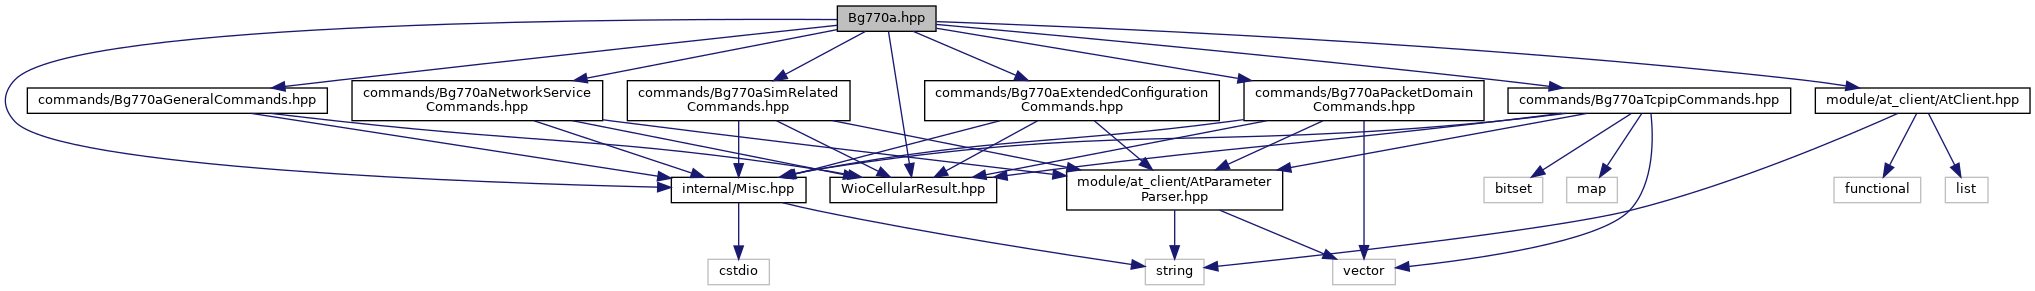 Bg770a.hpp
commands/Bg770aGeneralCommands.hpp
commands/Bg770aNetworkService
Commands.hpp
commands/Bg770aSimRelated
Commands.hpp
commands/Bg770aExtendedConfiguration
Commands.hpp
commands/Bg770aPacketDomain
Commands.hpp
commands/Bg770aTcpipCommands.hpp
module/at_client/AtClient.hpp
internal/Misc.hpp
WioCellularResult.hpp
module/at_client/AtParameter
Parser.hpp
bitset
map
functional
list
cstdio
string
vector